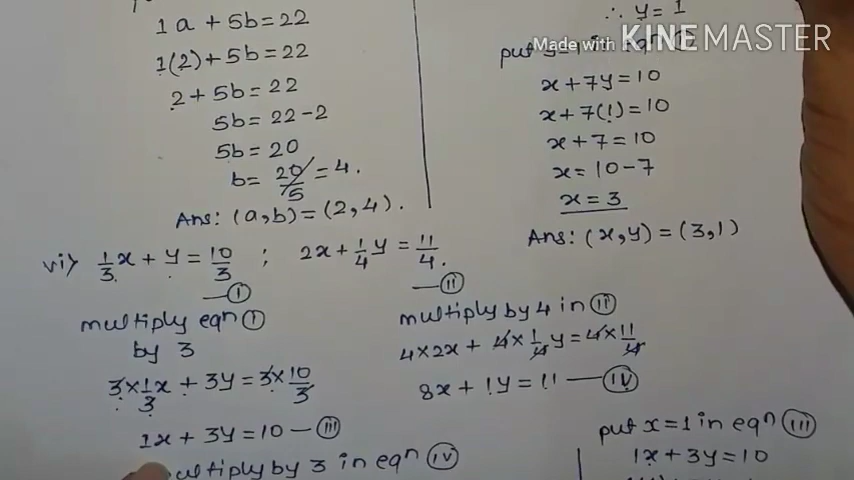 1a + 5b = 22
1(2) + 5b = 22
2 + 5b = 22
5b = 22 - 2
5b = 20
b = 20/5 = 4.
Ans: (a, b) = (2, 4).
∴ y = 1
Made with KINEMASTER
put in eqn
x + 7y = 10
x + 7(1) = 10
x + 7 = 10
x = 10 - 7
x = 3
Ans: (x, y) = (3, 1)
vi) 1/3 x + y = 10/3 ; 2x + 1/4 y = 11/4.
— (i) — (ii)
multiply eqn (i)
by 3
3 × 1/3 x + 3y = 3 × 10/3
1x + 3y = 10 — (iii)
multiply by 4 in (ii)
4 × 2x + 4 × 1/4 y = 4 × 11/4
8x + 1y = 11 — (iv)
multiply by 3 in eqn (iv)
put x = 1 in eqn (iii)
1x + 3y = 10